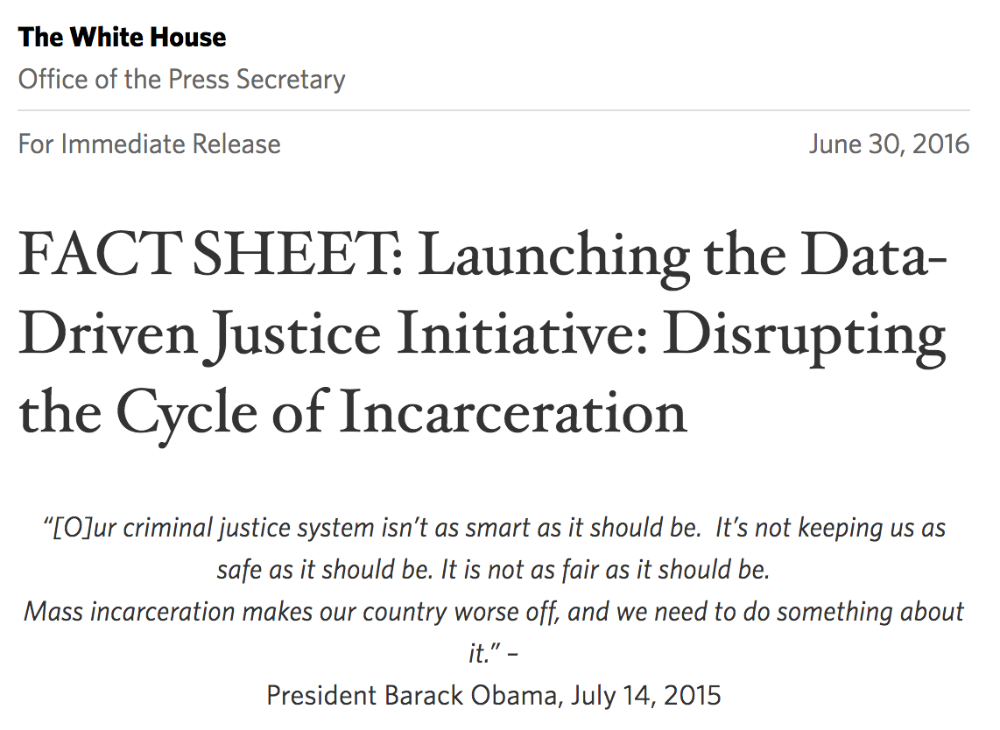 The White House
Office of the Press Secretary
For Immediate Release
June 30, 2016
FACT SHEET: Launching the Data-
Driven Justice Initiative: Disrupting
the Cycle of Incarceration
“[O]ur criminal justice system isn’t as smart as it should be.  It’s not keeping us as
safe as it should be. It is not as fair as it should be.
Mass incarceration makes our country worse off, and we need to do something about
it.” –
President Barack Obama, July 14, 2015